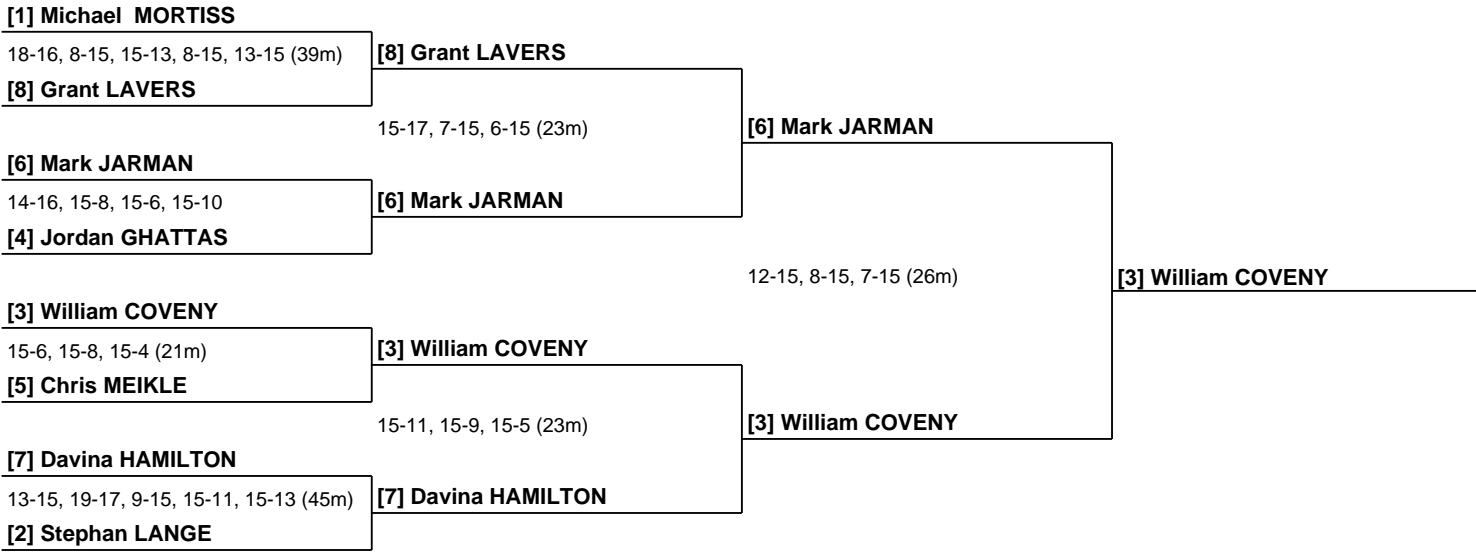 [1] Michael  MORTISS
18-16, 8-15, 15-13, 8-15, 13-15 (39m)
[8] Grant LAVERS
[8] Grant LAVERS
15-17, 7-15, 6-15 (23m)
[6] Mark JARMAN
[6] Mark JARMAN
14-16, 15-8, 15-6, 15-10
[6] Mark JARMAN
[4] Jordan GHATTAS
12-15, 8-15, 7-15 (26m)
[3] William COVENY
[3] William COVENY
15-6, 15-8, 15-4 (21m)
[3] William COVENY
[5] Chris MEIKLE
15-11, 15-9, 15-5 (23m)
[3] William COVENY
[7] Davina HAMILTON
13-15, 19-17, 9-15, 15-11, 15-13 (45m)
[7] Davina HAMILTON
[2] Stephan LANGE